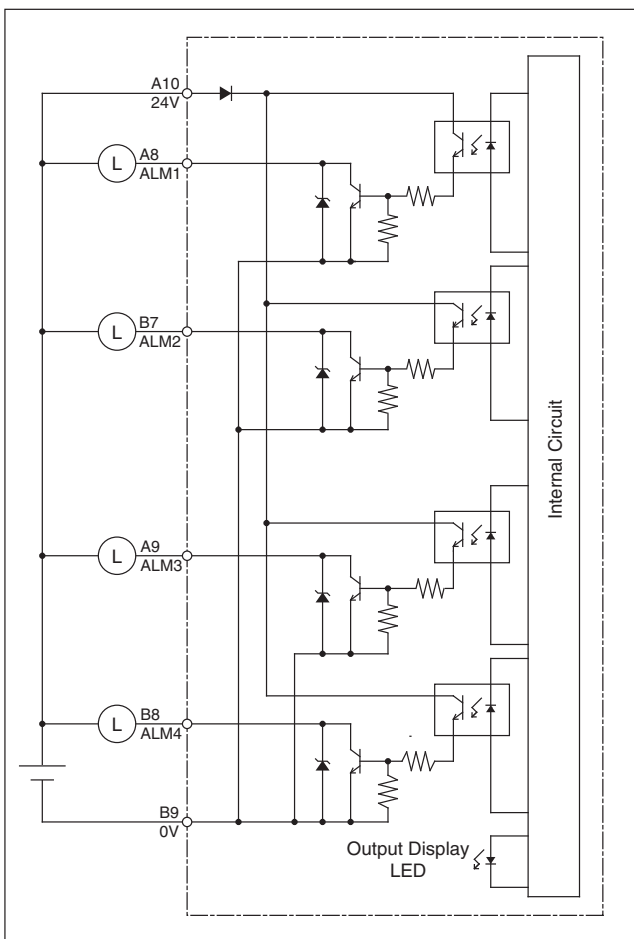 A10
24V
L
A8
ALM1
L
B7
ALM2
L
A9
ALM3
L
B8
ALM4
B9
0V
Internal Circuit
Output Display
LED